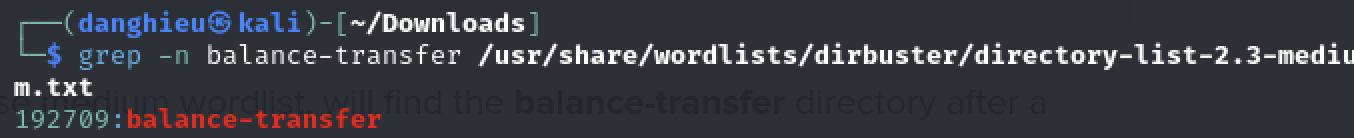 ┌──(danghieu㉿kali)-[~/Downloads]
└─$ grep -n balance-transfer /usr/share/wordlists/dirbuster/directory-list-2.3-mediu
m.txt
medium wordlist, will find the balance-transfer directory after a
192709:balance-transfer